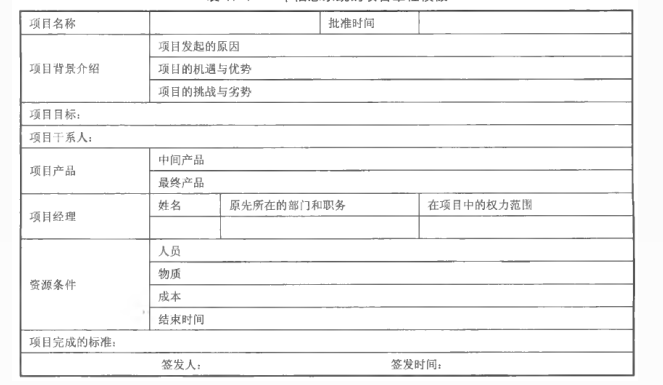 项目名称 批准时间
项目背景介绍
项目发起的原因
项目的机遇与优势
项目的挑战与劣势
项目目标：
项目干系人：
项目产品
中间产品
最终产品
项目经理
姓名 原先所在的部门和职务 在项目中的权力范围
资源条件
人员
物质
成本
结束时间
项目完成的标准：
签发人： 签发时间：